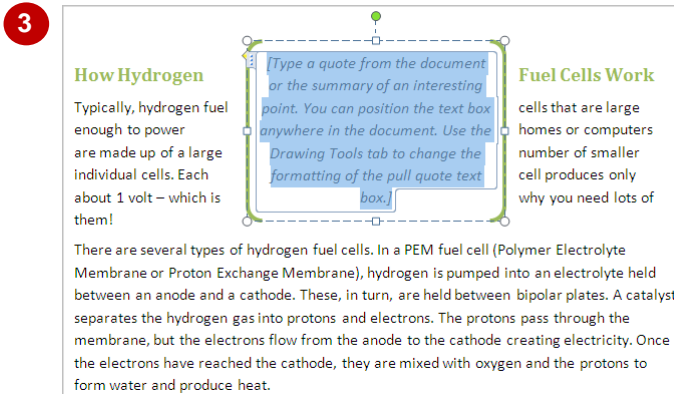 3
How Hydrogen Fuel Cells Work
[Type a quote from the document
or the summary of an interesting
point. You can position the text box
anywhere in the document. Use the
Drawing Tools tab to change the
formatting of the pull quote text
box.]
Typically, hydrogen fuel cells that are large
enough to power homes or computers
are made up of a large number of smaller
individual cells. Each cell produces only
about 1 volt – which is why you need lots of
them!
There are several types of hydrogen fuel cells. In a PEM fuel cell (Polymer Electrolyte
Membrane or Proton Exchange Membrane), hydrogen is pumped into an electrolyte held
between an anode and a cathode. These, in turn, are held between bipolar plates. A catalyst
separates the hydrogen gas into protons and electrons. The protons pass through the
membrane, but the electrons flow from the anode to the cathode creating electricity. Once
the electrons have reached the cathode, they are mixed with oxygen and the protons to
form water and produce heat.